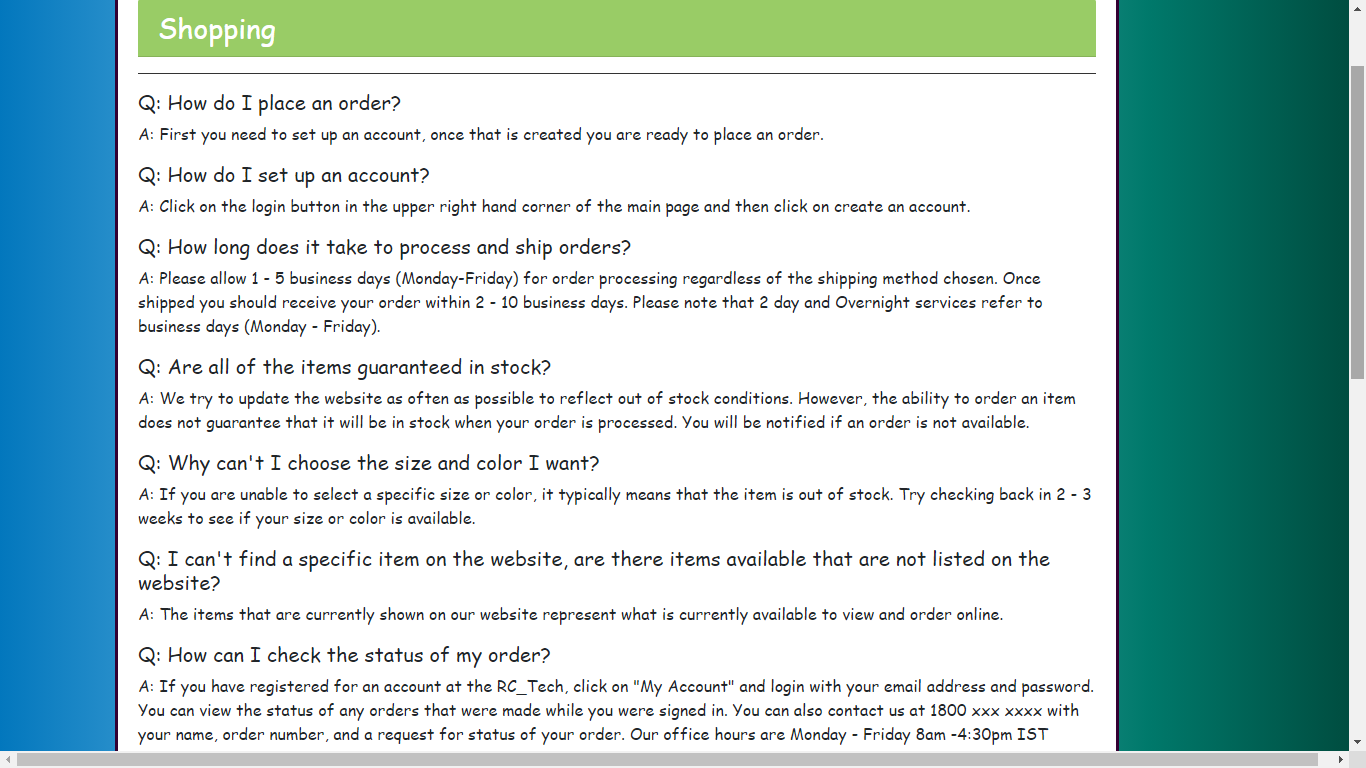 Shopping
Q: How do I place an order?
A: First you need to set up an account, once that is created you are ready to place an order.
Q: How do I set up an account?
A: Click on the login button in the upper right hand corner of the main page and then click on create an account.
Q: How long does it take to process and ship orders?
A: Please allow 1 - 5 business days (Monday-Friday) for order processing regardless of the shipping method chosen. Once
shipped you should receive your order within 2 - 10 business days. Please note that 2 day and Overnight services refer to
business days (Monday - Friday).
Q: Are all of the items guaranteed in stock?
A: We try to update the website as often as possible to reflect out of stock conditions. However, the ability to order an item
does not guarantee that it will be in stock when your order is processed. You will be notified if an order is not available.
Q: Why can't I choose the size and color I want?
A: If you are unable to select a specific size or color, it typically means that the item is out of stock. Try checking back in 2 - 3
weeks to see if your size or color is available.
Q: I can't find a specific item on the website, are there items available that are not listed on the
website?
A: The items that are currently shown on our website represent what is currently available to view and order online.
Q: How can I check the status of my order?
A: If you have registered for an account at the RC_Tech, click on "My Account" and login with your email address and password.
You can view the status of any orders that were made while you were signed in. You can also contact us at 1800 xxx xxxx with
your name, order number, and a request for status of your order. Our office hours are Monday - Friday 8am -4:30pm IST